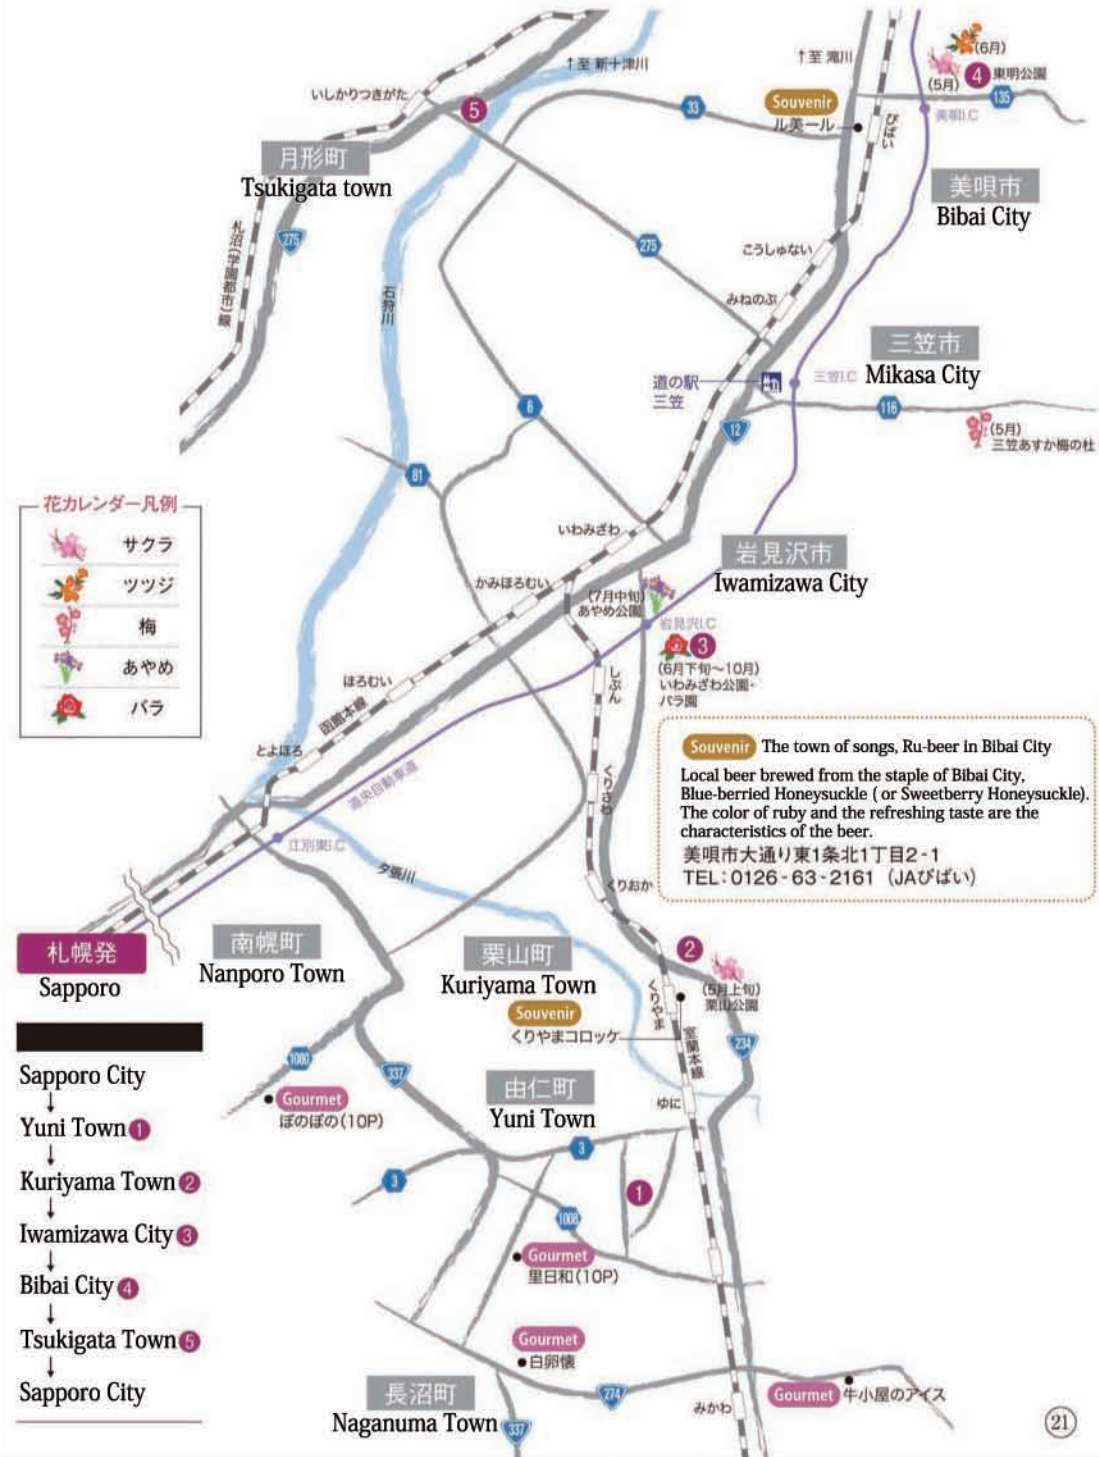 ↑至 新十津川
↑至 滝川
(6月)
(5月)
4
東明公園
135
いしかりつきがた
5
33
Souvenir
ル美ール
びばい
美唄I.C
月形町
Tsukigata town
美唄市
Bibai City
275
札沼(学園都市)線
275
こうしゅない
石狩川
みねのぶ
三笠市
Mikasa City
道の駅
三笠
三笠I.C
6
116
12
(5月)
三笠あすか梅の杜
81
花カレンダー凡例
サクラ
ツツジ
梅
あやめ
バラ
いわみざわ
岩見沢市
Iwamizawa City
かみほろむい
(7月中旬)
あやめ公園
岩見沢I.C
3
(6月下旬〜10月)
いわみざわ公園・
バラ園
しぶん
ほろむい
函館本線
とよほろ
道央自動車道
くりさわ
Souvenir The town of songs, Ru-beer in Bibai City
Local beer brewed from the staple of Bibai City,
Blue-berried Honeysuckle ( or Sweetberry Honeysuckle).
The color of ruby and the refreshing taste are the
characteristics of the beer.
美唄市大通り東1条北1丁目2-1
TEL:0126-63-2161 (JAびばい)
江別東I.C
夕張川
くりおか
札幌発
Sapporo
南幌町
Nanporo Town
栗山町
Kuriyama Town
2
(5月上旬)
栗山公園
くりやま
Souvenir
くりやまコロッケ
室蘭本線
234
Sapporo City
↓
Yuni Town 1
↓
Kuriyama Town 2
↓
Iwamizawa City 3
↓
Bibai City 4
↓
Tsukigata Town 5
↓
Sapporo City
1080
337
Gourmet
ぽのぽの(10P)
由仁町
Yuni Town
ゆに
3
3
1
1008
Gourmet
里日和(10P)
Gourmet
白卵懐
長沼町
Naganuma Town
274
337
みかわ
Gourmet 牛小屋のアイス
21